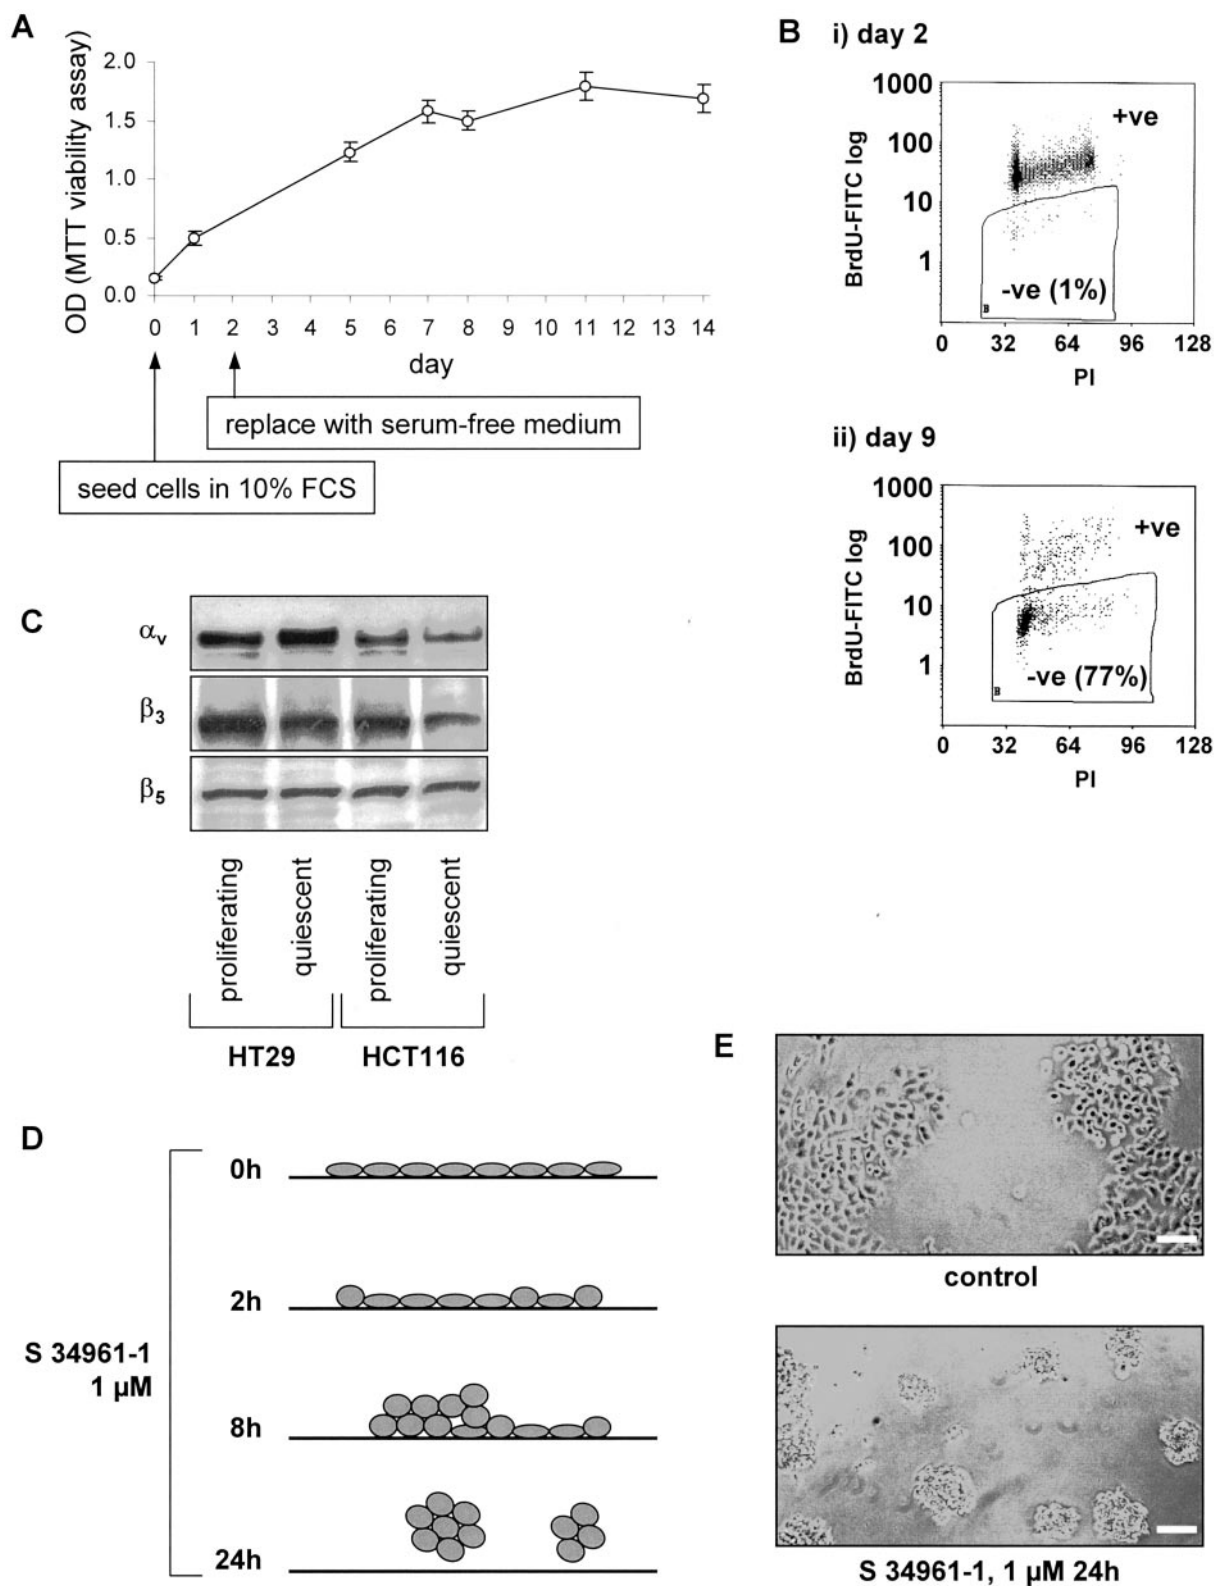 A
OD (MTT viability assay)
2.0
1.5
1.0
0.5
0.0
0 1 2 3 4 5 6 7 8 9 10 11 12 13 14
day
replace with serum-free medium
seed cells in 10% FCS
B i) day 2
BrdU-FITC log
1000
100
10
1
+ve
-ve (1%)
B
0 32 64 96 128
PI
ii) day 9
BrdU-FITC log
1000
100
10
1
+ve
-ve (77%)
B
0 32 64 96 128
PI
C
αv
β3
β5
proliferating
quiescent
proliferating
quiescent
HT29 HCT116
D
S 34961-1
1 µM
0h
2h
8h
24h
E
control
S 34961-1, 1 µM 24h